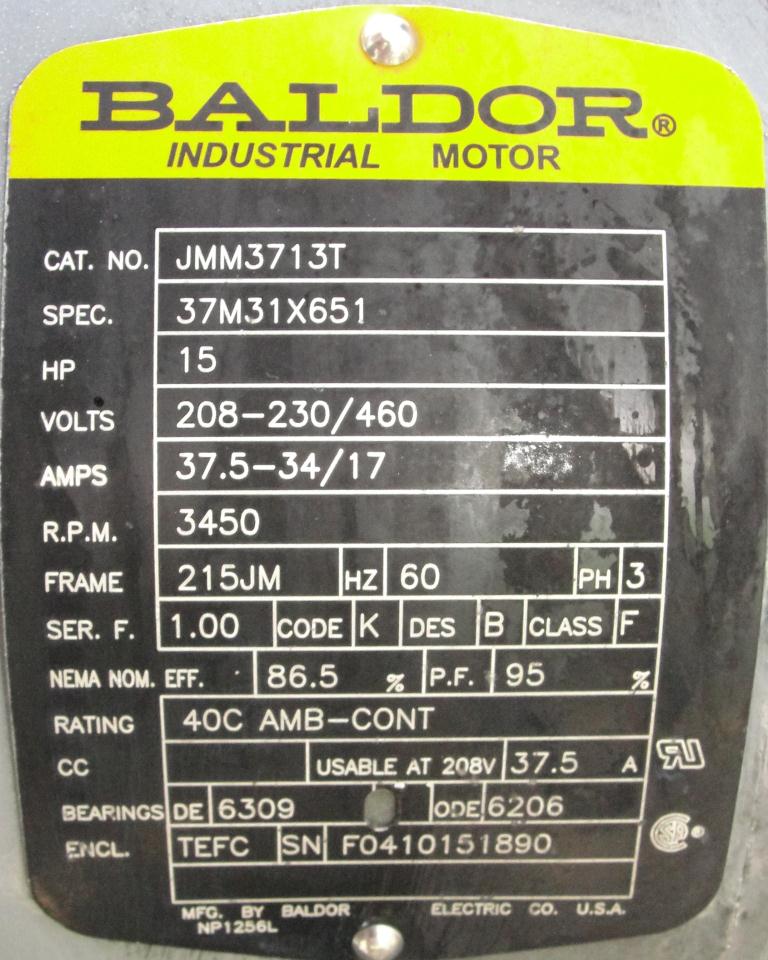 BALDOR®
INDUSTRIAL MOTOR
CAT. NO. JMM3713T
SPEC. 37M31X651
HP 15
VOLTS 208-230/460
AMPS 37.5-34/17
R.P.M. 3450
FRAME 215JM HZ 60 PH 3
SER. F. 1.00 CODE K DES B CLASS F
NEMA NOM. EFF. 86.5 % P.F. 95 %
RATING 40C AMB-CONT
CC USABLE AT 208V 37.5 A
BEARINGS DE 6309 ODE 6206
ENCL. TEFC SN F0410151890
MFG. BY BALDOR ELECTRIC CO. U.S.A.
NP1256L